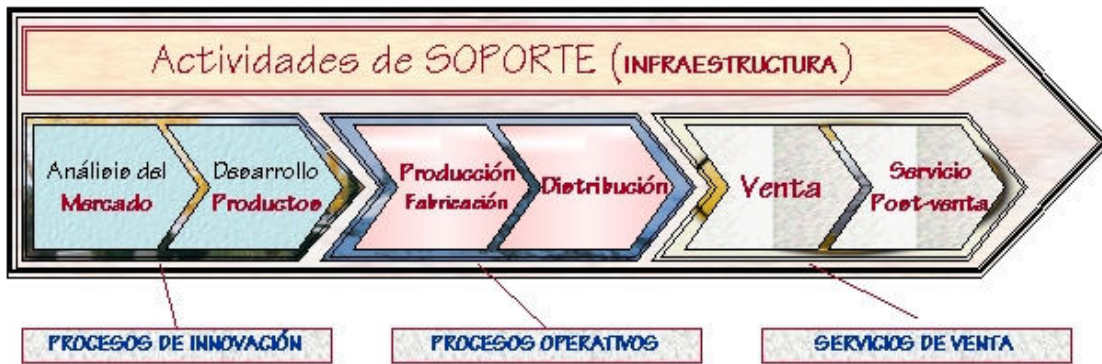 Actividades de SOPORTE (INFRAESTRUCTURA)
Análisis del
Mercado
Desarrollo
Productos
Producción
Fabricación
Distribución
Venta
Servicio
Post-venta
PROCESOS DE INNOVACIÓN
PROCESOS OPERATIVOS
SERVICIOS DE VENTA